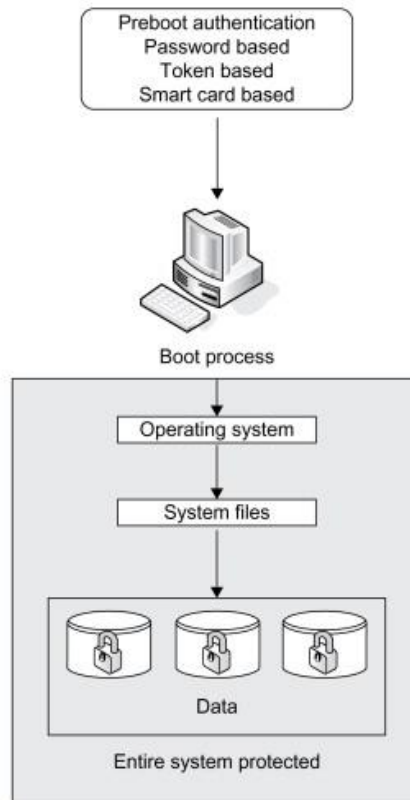 Preboot authentication
Password based
Token based
Smart card based
Boot process
Operating system
System files
Data
Entire system protected